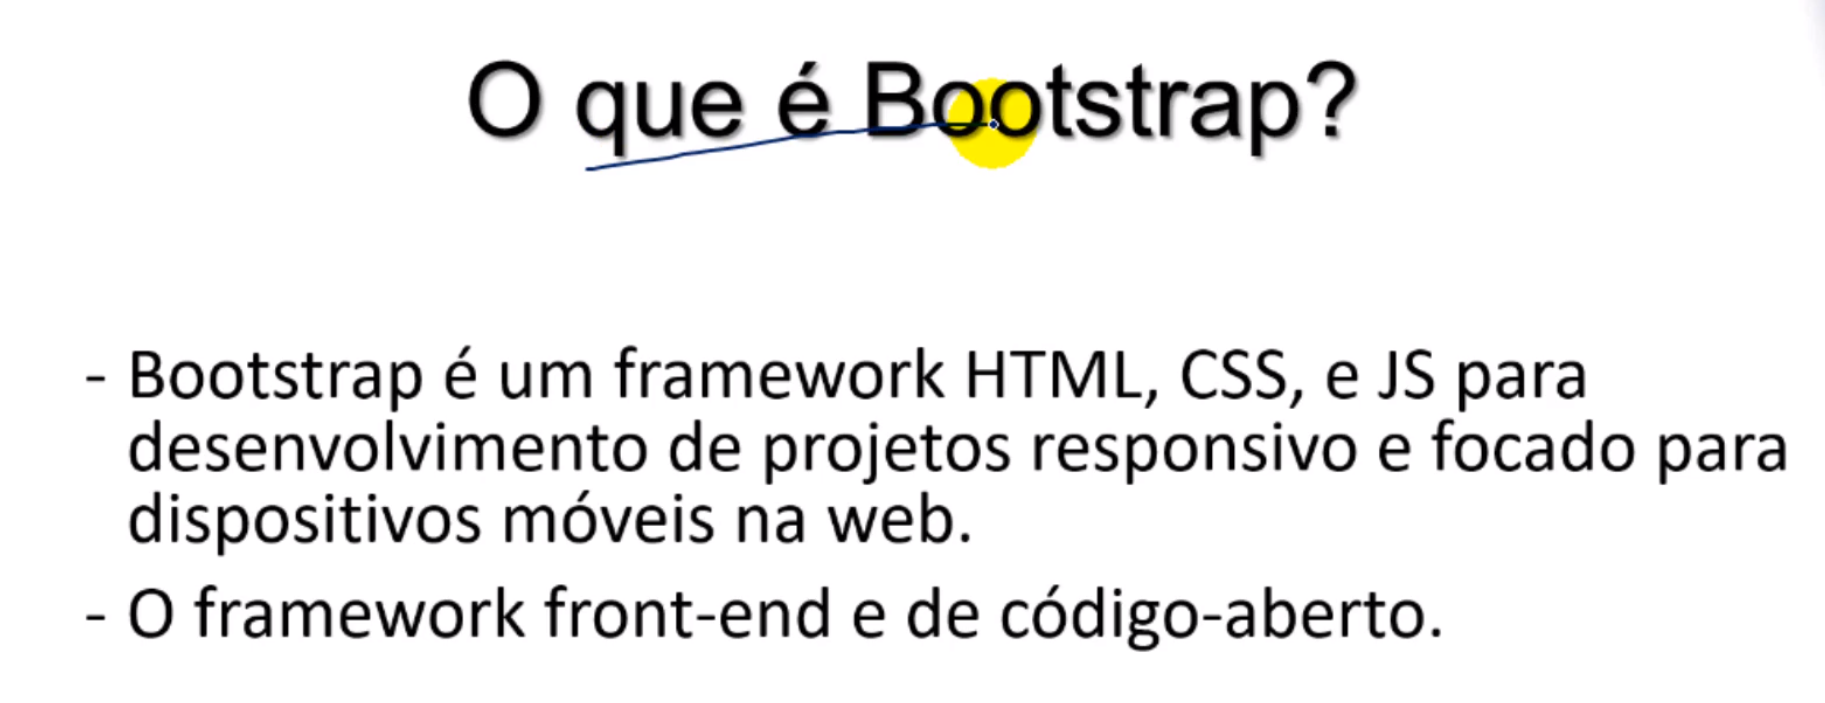 O que é Bootstrap?
- Bootstrap é um framework HTML, CSS, e JS para
desenvolvimento de projetos responsivo e focado para
dispositivos móveis na web.
- O framework front-end e de código-aberto.